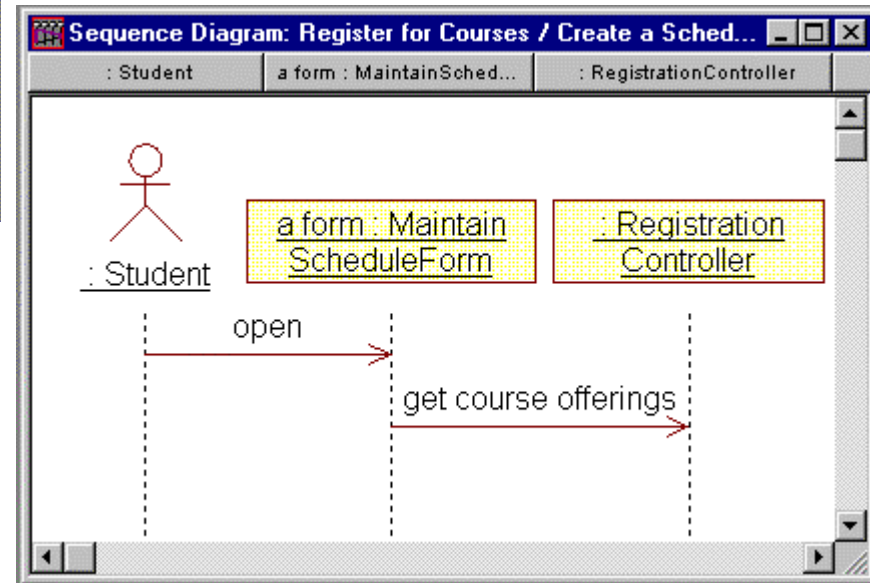 Sequence Diagram: Register for Courses / Create a Sched...
: Student
a form : MaintainSched...
: RegistrationController
: Student
a form : Maintain
ScheduleForm
: Registration
Controller
open
get course offerings